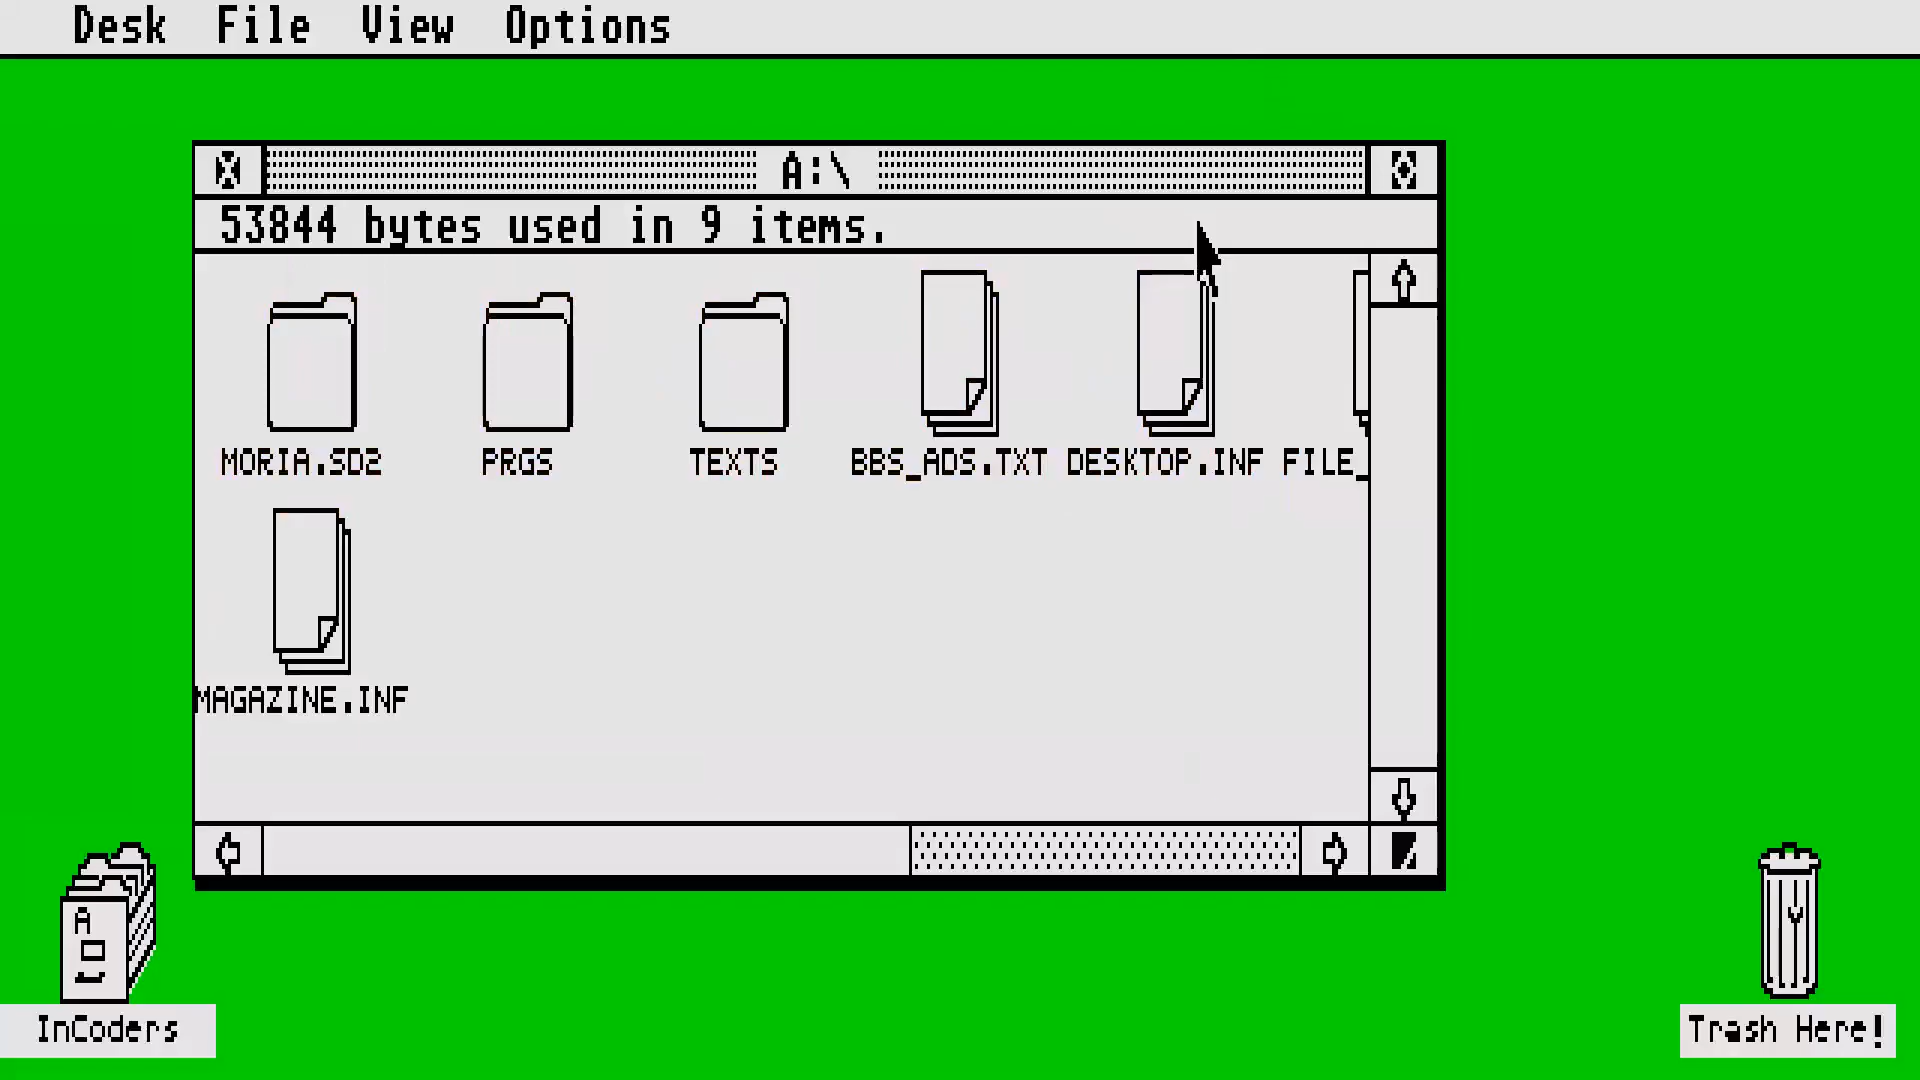 Desk File View Options
A:\
53844 bytes used in 9 items.
MORIA.SD2 PRGS TEXTS BBS_ADS.TXT DESKTOP.INF FILE_
MAGAZINE.INF
A
InCoders
Trash Here!